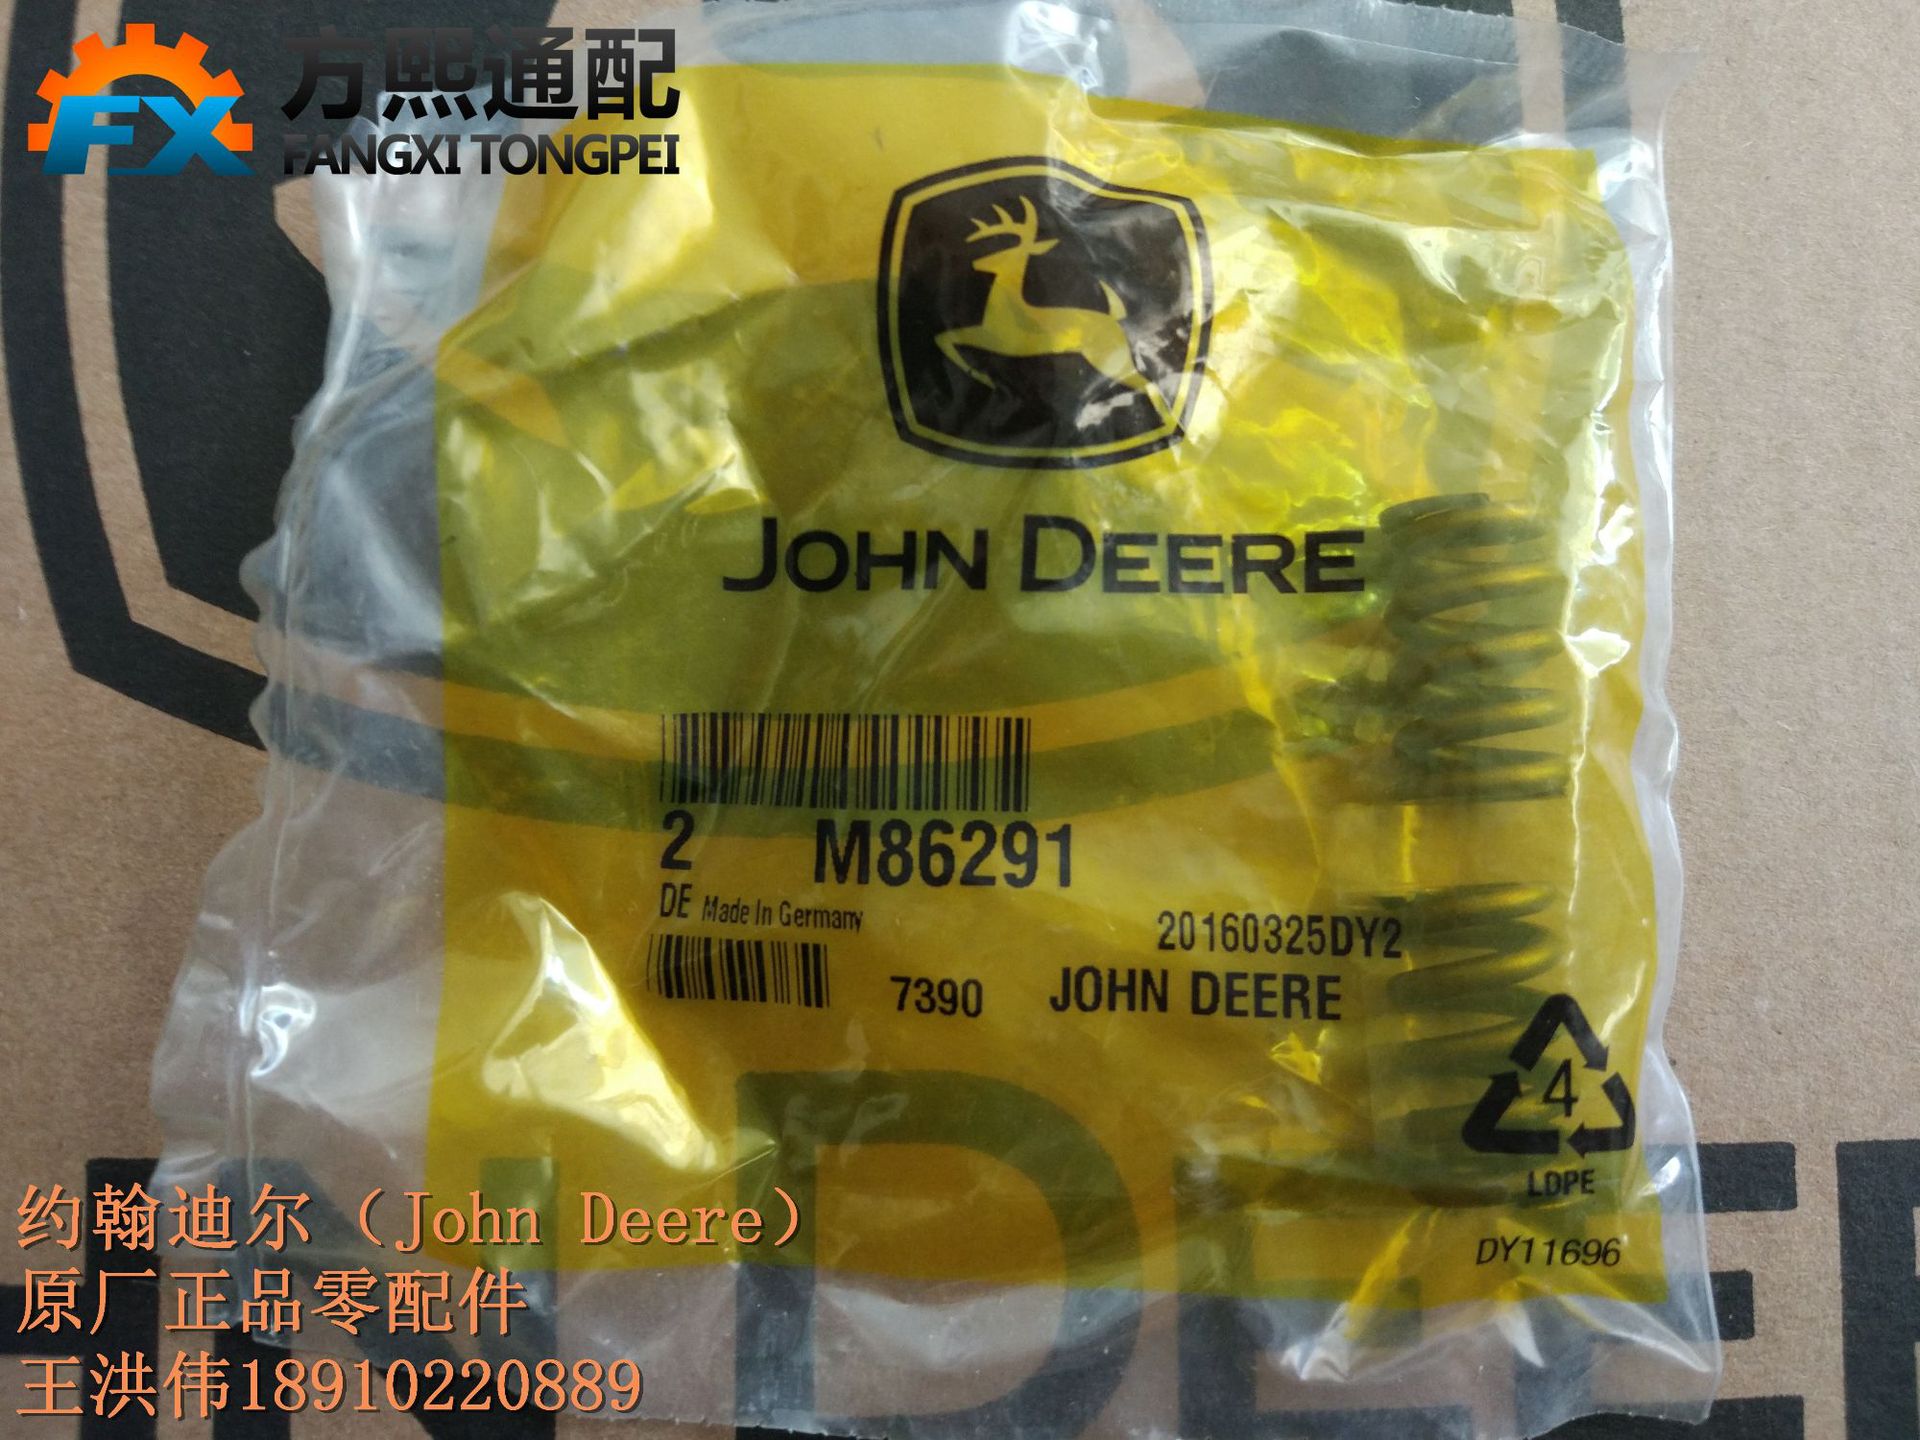 FX 方熙通配
FANGXI TONGPEI
JOHN DEERE
2 M86291
DE Made In Germany
20160325DY2
7390 JOHN DEERE
4
LDPE
DY11696
约翰迪尔（John Deere）
原厂正品零配件
王洪伟18910220889